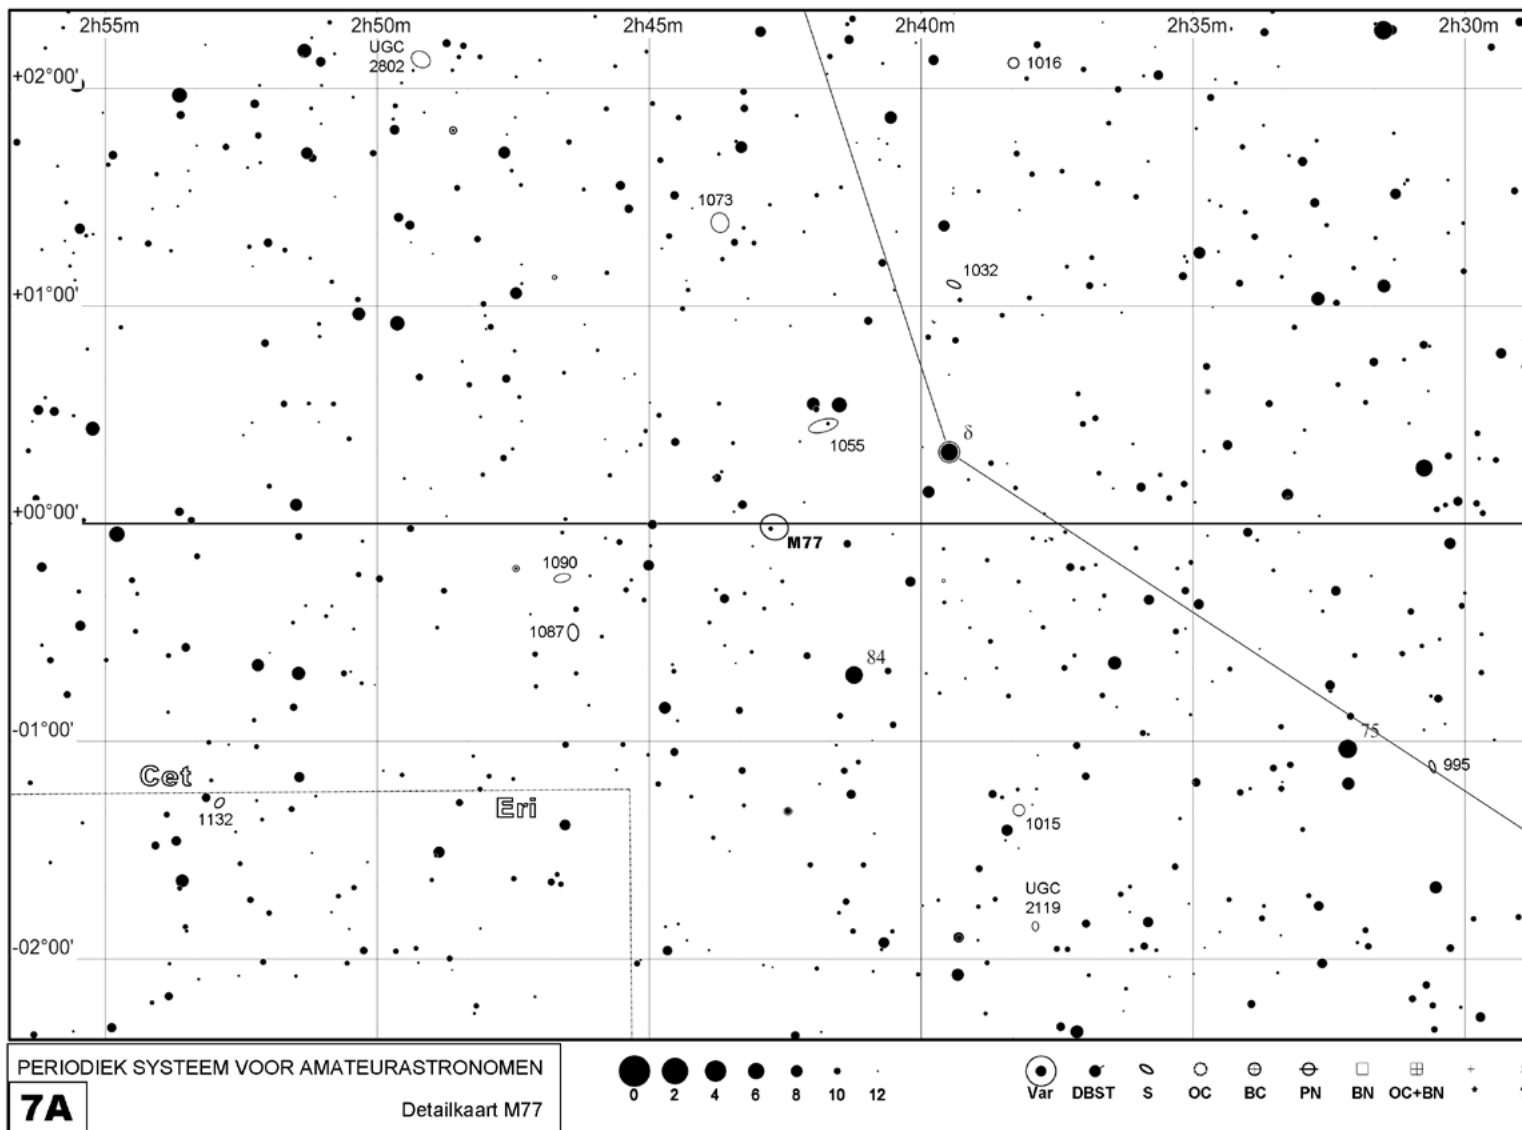 2h55m 2h50m 2h45m 2h40m 2h35m 2h30m
UGC
2802
1016
+02°00'
1073
1032
+01°00'
δ
1055
+00°00'
M77
1090
1087
84
-01°00'
75
995
Cet
Eri
1132
1015
UGC
2119
-02°00'
PERIODIEK SYSTEEM VOOR AMATEURASTRONOMEN
7A
Detailkaart M77
0 2 4 6 8 10 12
Var DBST S OC BC PN BN OC+BN *